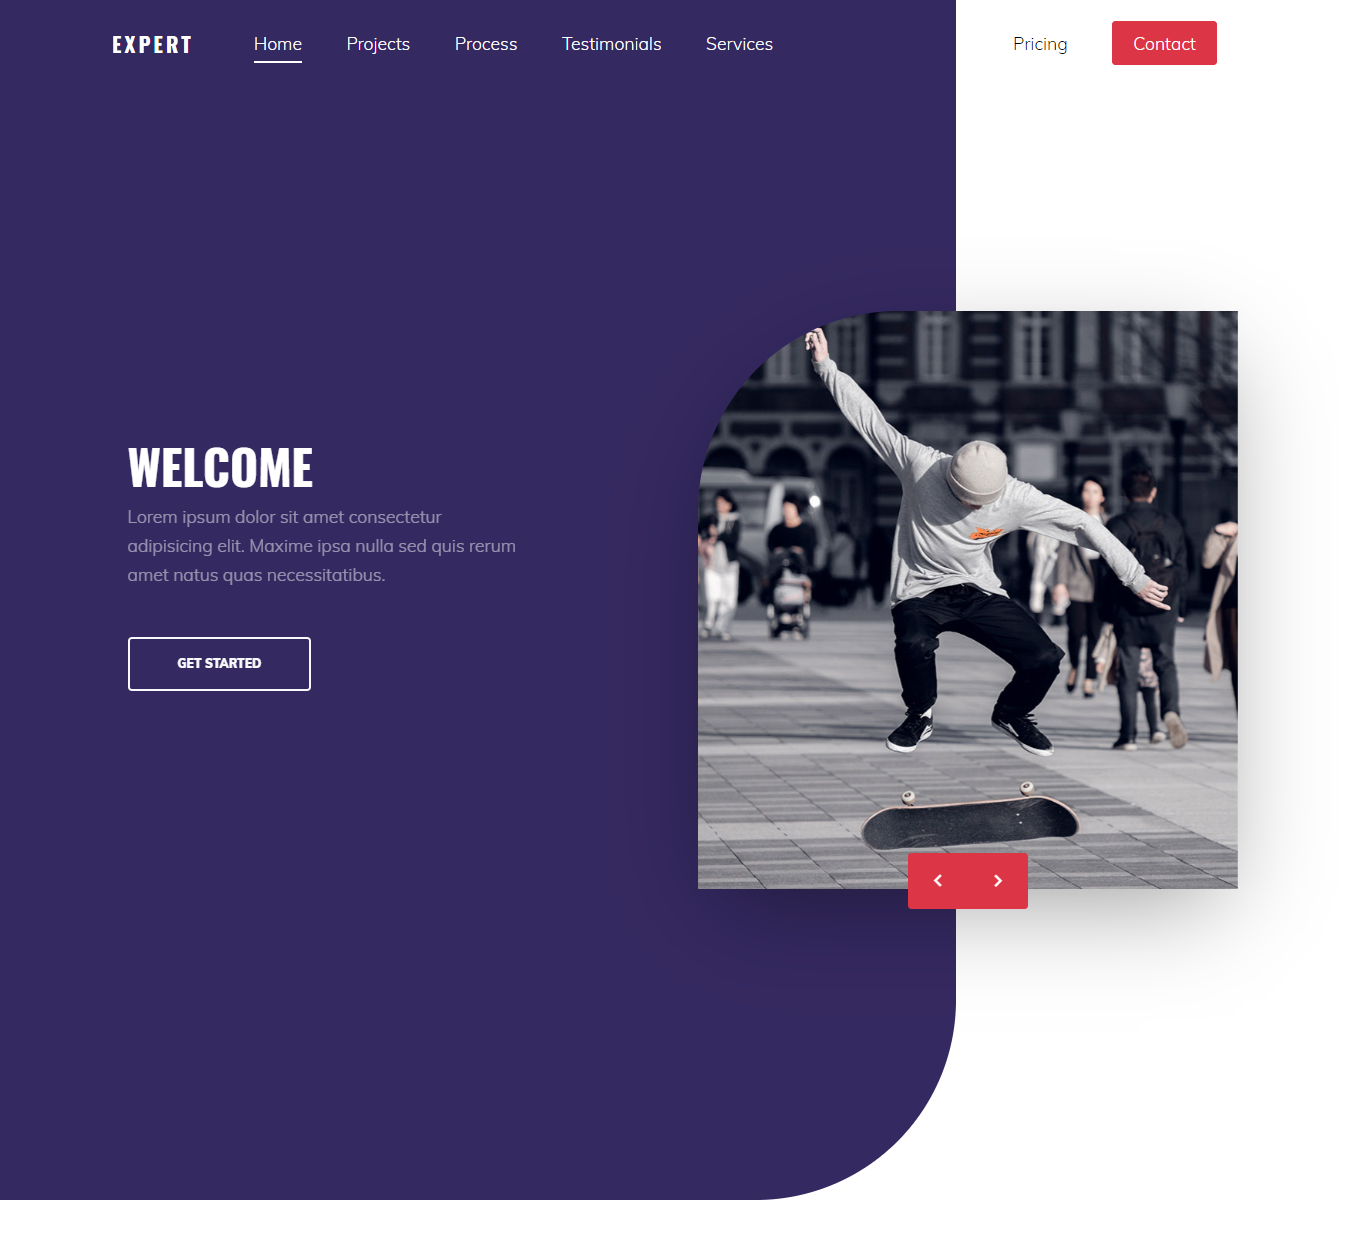 EXPERT
Home
Projects
Process
Testimonials
Services
Pricing
Contact
WELCOME
Lorem ipsum dolor sit amet consectetur
adipisicing elit. Maxime ipsa nulla sed quis rerum
amet natus quas necessitatibus.
GET STARTED